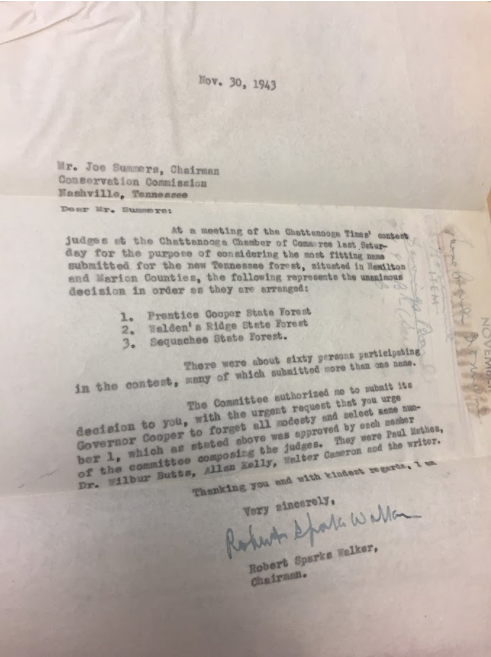 Nov. 30, 1943
Mr. Joe Summers, Chairman
Conservation Commission
Nashville, Tennessee
Dear Mr. Summers:
At a meeting of the Chattanooga Times' contest
judges at the Chattanooga Chamber of Commerce last Satur-
day for the purpose of considering the most fitting name
submitted for the new Tennessee forest, situated in Hamilton
and Marion Counties, the following represents the unanimous
decision in order as they are arranged:
1. Prentice Cooper State Forest
2. Walden's Ridge State Forest
3. Sequachee State Forest.
There were about sixty persons participating
in the contest, many of which submitted more than one name.
The Committee authorized me to submit its
decision to you, with the urgent request that you urge
Governor Cooper to forget all modesty and select name num-
ber 1, which as stated above was approved by each member
of the committee composing the judges. They were Paul Mathes,
Dr. Wilbur Butts, Allan Kelly, Walter Cameron and the writer.
Thanking you and with kindest regards, I am
Very sincerely,
Robert Sparks Walker
Robert Sparks Walker,
Chairman.
NOVEMBER